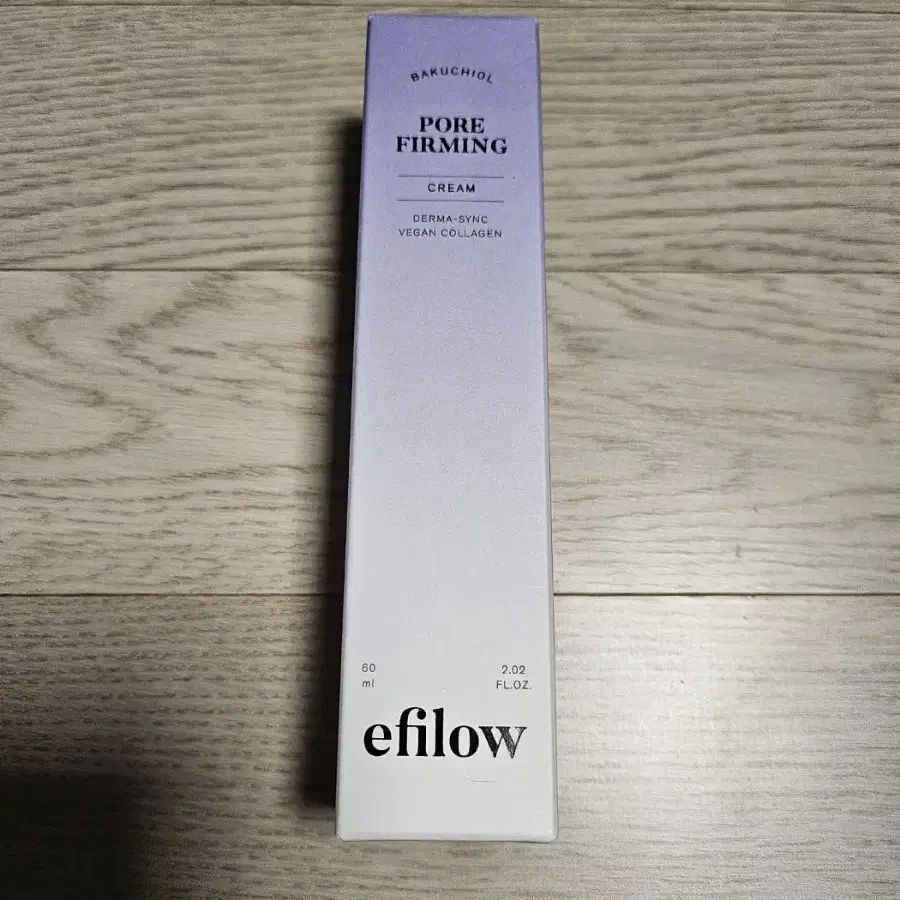 BAKUCHIOL
PORE
FIRMING
CREAM
DERMA-SYNC
VEGAN COLLAGEN
60 2.02
ml FL.OZ.
efilow